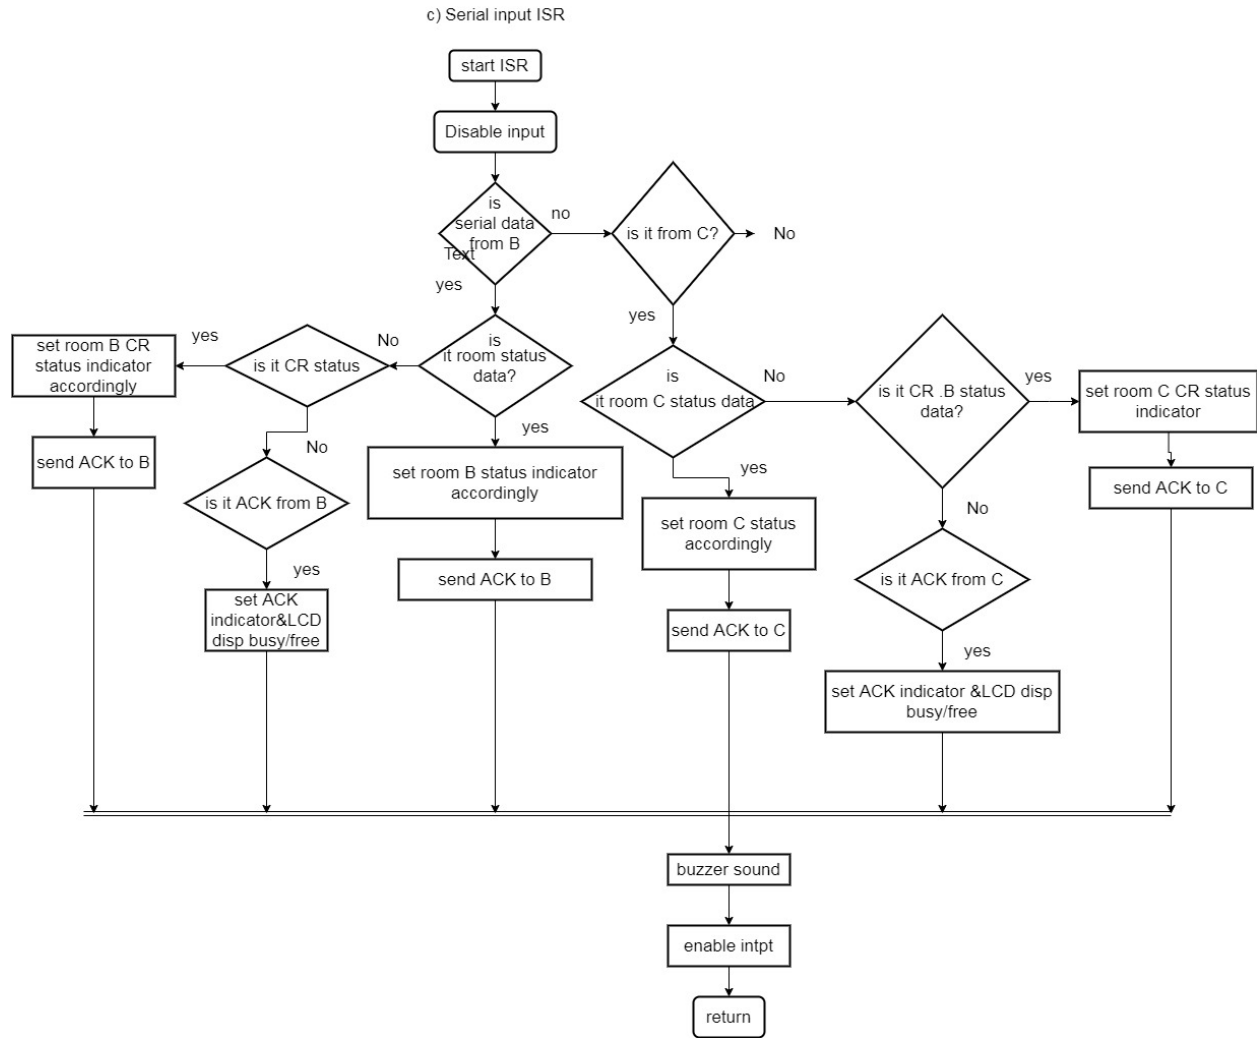 c) Serial input ISR
start ISR
Disable input
is
serial data
from B
Text
no
is it from C?
No
yes
yes
is
it room status
data?
No
is it CR status
yes
set room B CR
status indicator
accordingly
send ACK to B
No
is it ACK from B
yes
set ACK
indicator&LCD
disp busy/free
yes
set room B status indicator
accordingly
send ACK to B
is
it room C status data
No
yes
set room C status
accordingly
send ACK to C
is it CR .B status
data?
yes
set room C CR status
indicator
send ACK to C
No
is it ACK from C
yes
set ACK indicator &LCD disp
busy/free
buzzer sound
enable intpt
return